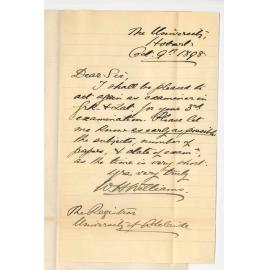 The University,
Hobart.
Oct. 9th 1898.
Dear Sir,
I shall be pleased to
act again as examiner in
Grk. & Lat. for your 3rd
examination. Please let
me know as early as possible
the subjects, number of
papers, & date of exam.,
as the time is very short.
Yrs. very truly
W. H. Williams.
The Registrar
University of Adelaide.